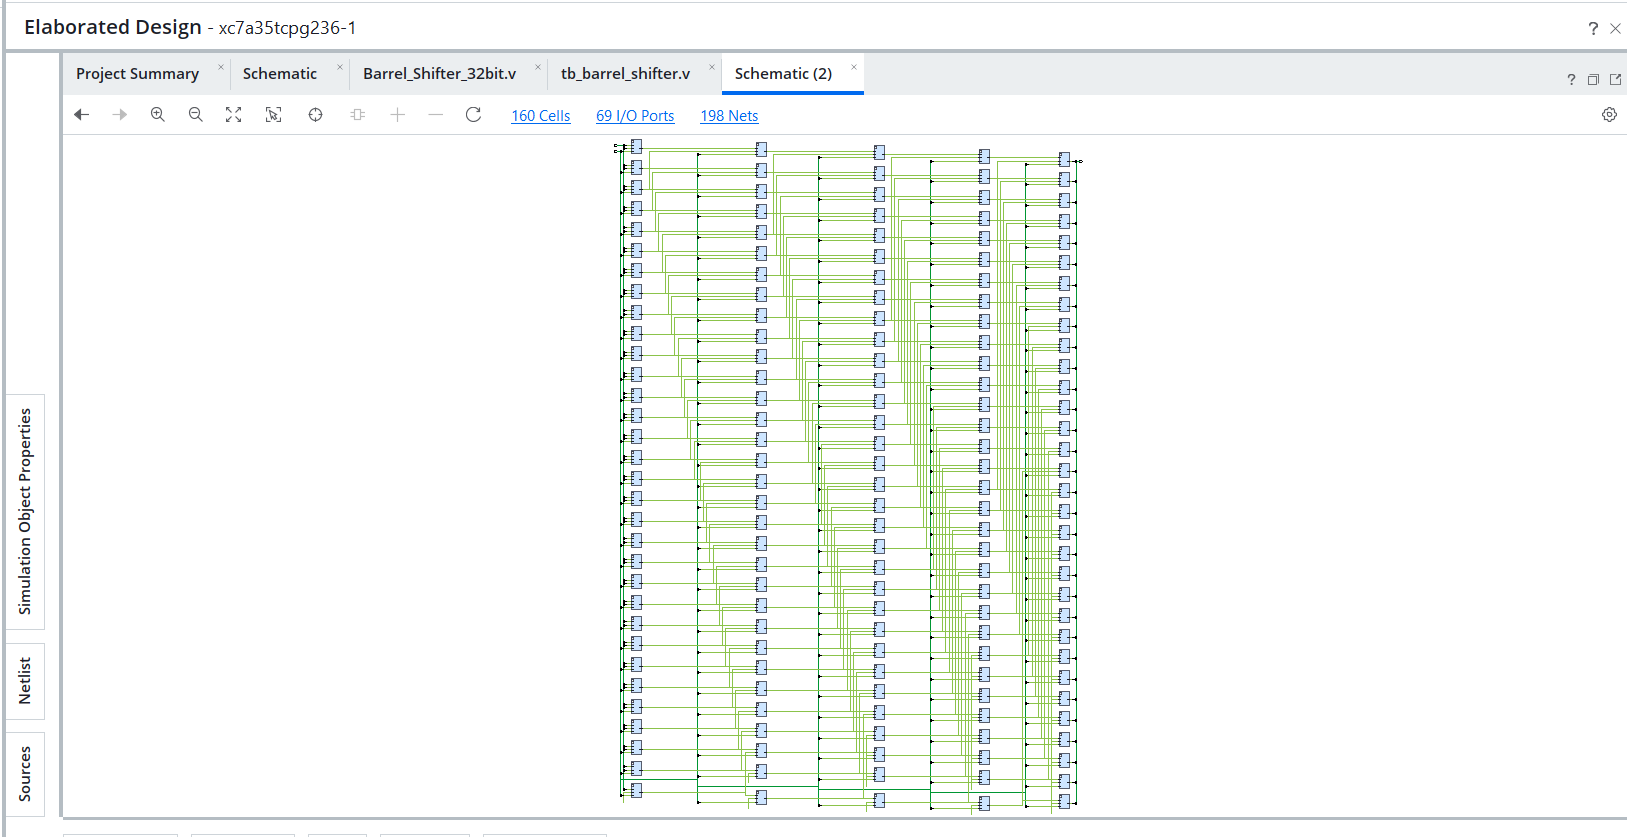 Elaborated Design - xc7a35tcpg236-1
Project Summary
Schematic
Barrel_Shifter_32bit.v
tb_barrel_shifter.v
Schematic (2)
160 Cells
69 I/O Ports
198 Nets
Simulation Object Properties
Netlist
Sources